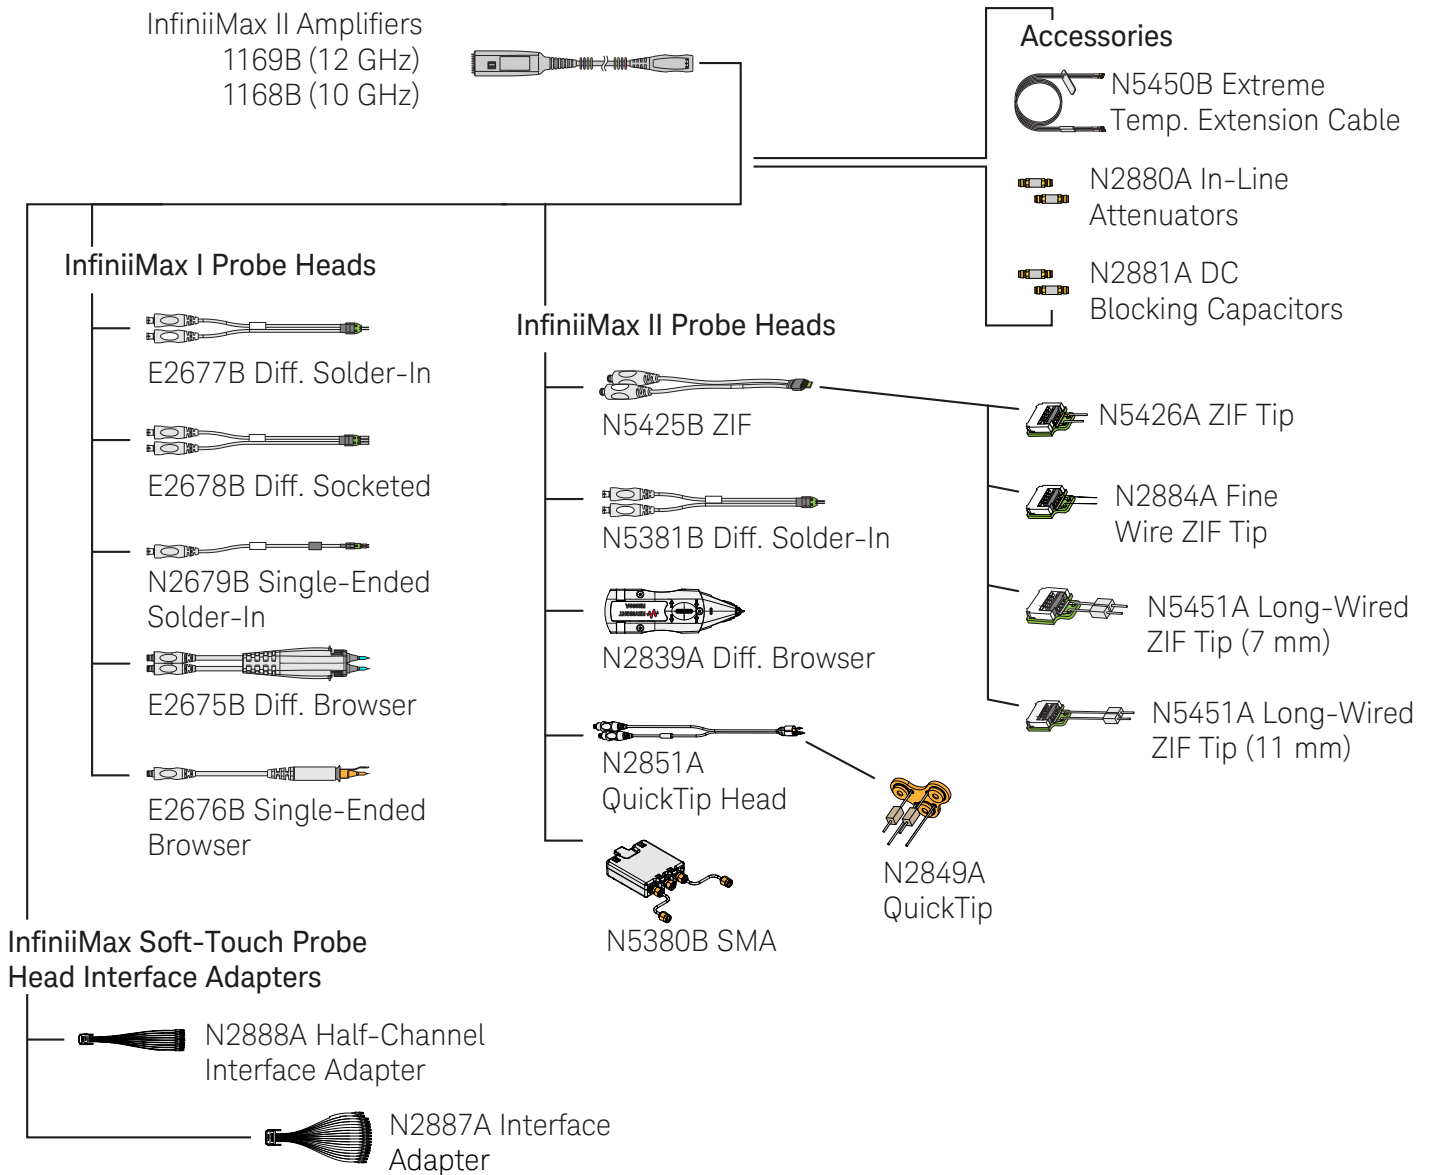 InfiniiMax II Amplifiers
1169B (12 GHz)
1168B (10 GHz)
Accessories
N5450B Extreme
Temp. Extension Cable
N2880A In-Line
Attenuators
N2881A DC
Blocking Capacitors
InfiniiMax I Probe Heads
E2677B Diff. Solder-In
E2678B Diff. Socketed
N2679B Single-Ended
Solder-In
E2675B Diff. Browser
E2676B Single-Ended
Browser
InfiniiMax II Probe Heads
N5425B ZIF
N5381B Diff. Solder-In
N2839A Diff. Browser
N2851A
QuickTip Head
N5380B SMA
N5426A ZIF Tip
N2884A Fine
Wire ZIF Tip
N5451A Long-Wired
ZIF Tip (7 mm)
N5451A Long-Wired
ZIF Tip (11 mm)
N2849A
QuickTip
InfiniiMax Soft-Touch Probe
Head Interface Adapters
N2888A Half-Channel
Interface Adapter
N2887A Interface
Adapter